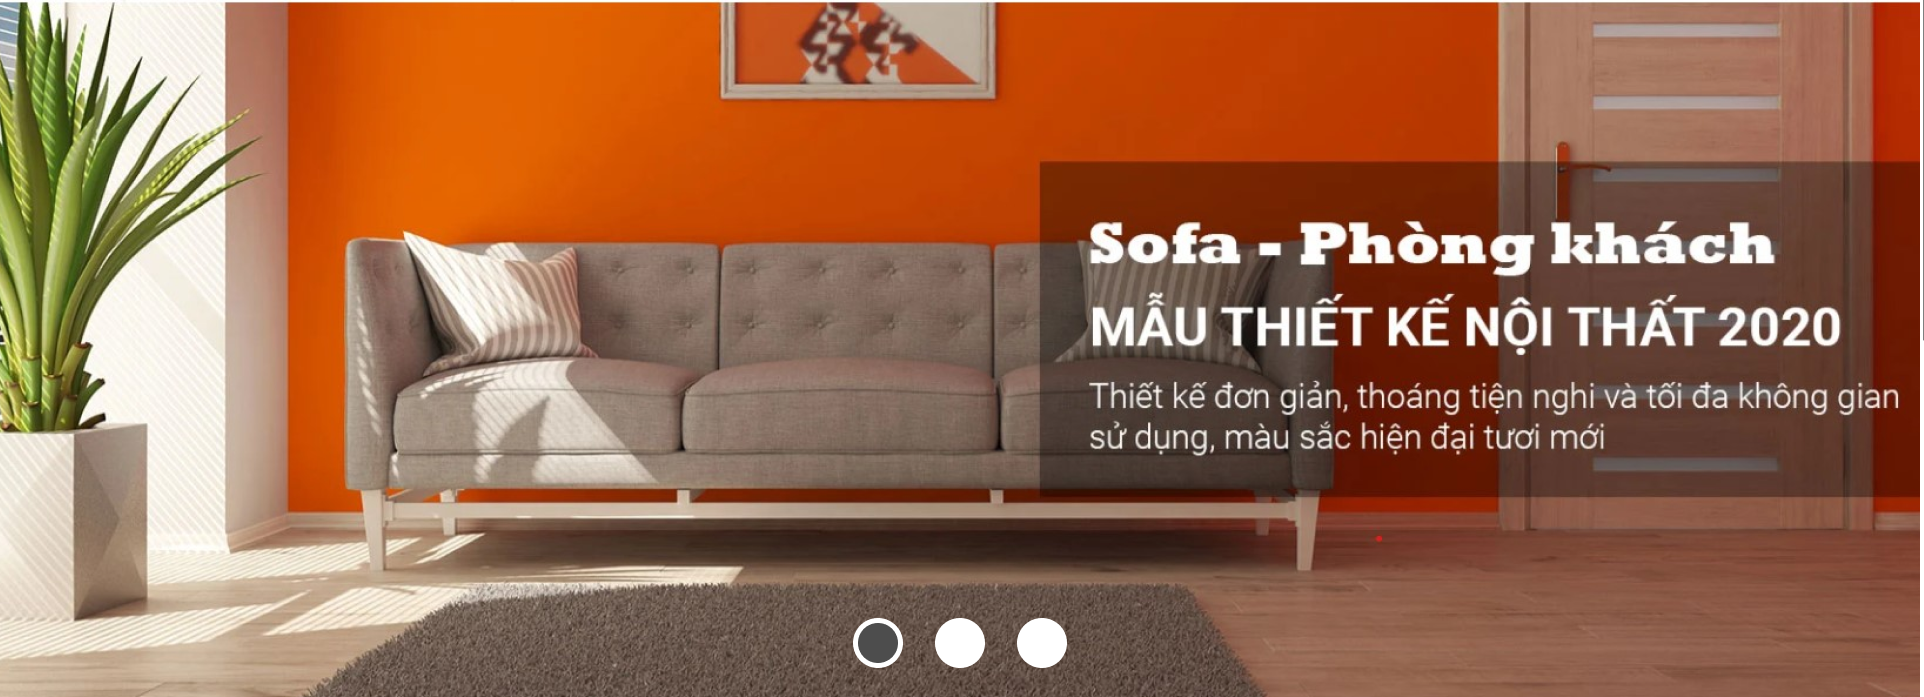 Sofa - Phòng khách
MẪU THIẾT KẾ NỘI THẤT 2020
Thiết kế đơn giản, thoáng tiện nghi và tối đa không gian
sử dụng, màu sắc hiện đại tươi mới